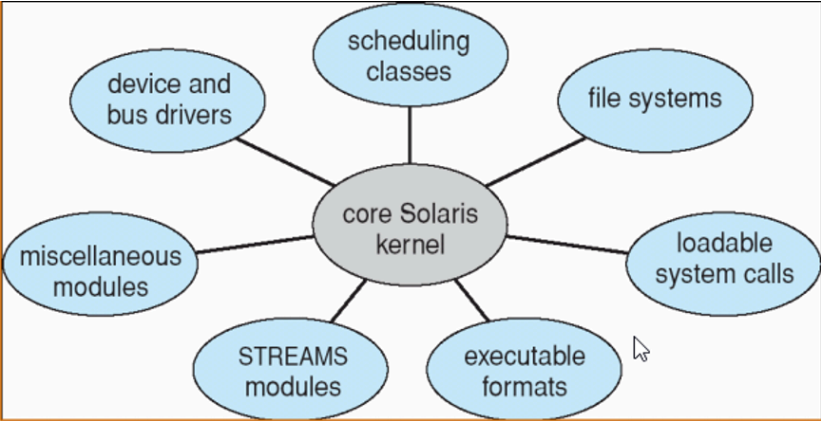 scheduling
classes
device and
bus drivers
file systems
core Solaris
kernel
miscellaneous
modules
loadable
system calls
STREAMS
modules
executable
formats